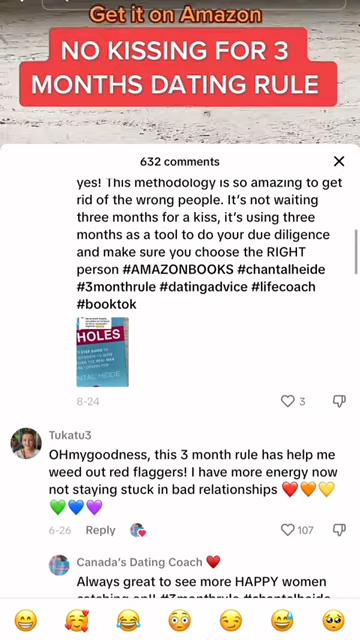 Get it on Amazon
NO KISSING FOR 3
MONTHS DATING RULE
632 comments
yes! This methodology is so amazing to get
rid of the wrong people. It's not waiting
three months for a kiss, it's using three
months as a tool to do your due diligence
and make sure you choose the RIGHT
person #AMAZONBOOKS #chantalheide
#3monthrule #datingadvice #lifecoach
#booktok
HOLES
8-24
3
Tukatu3
OHmygoodness, this 3 month rule has help me
weed out red flaggers! I have more energy now
not staying stuck in bad relationships ❤️🧡💛
💚💙💜
6-26 Reply
107
Canada's Dating Coach ❤️
Always great to see more HAPPY women